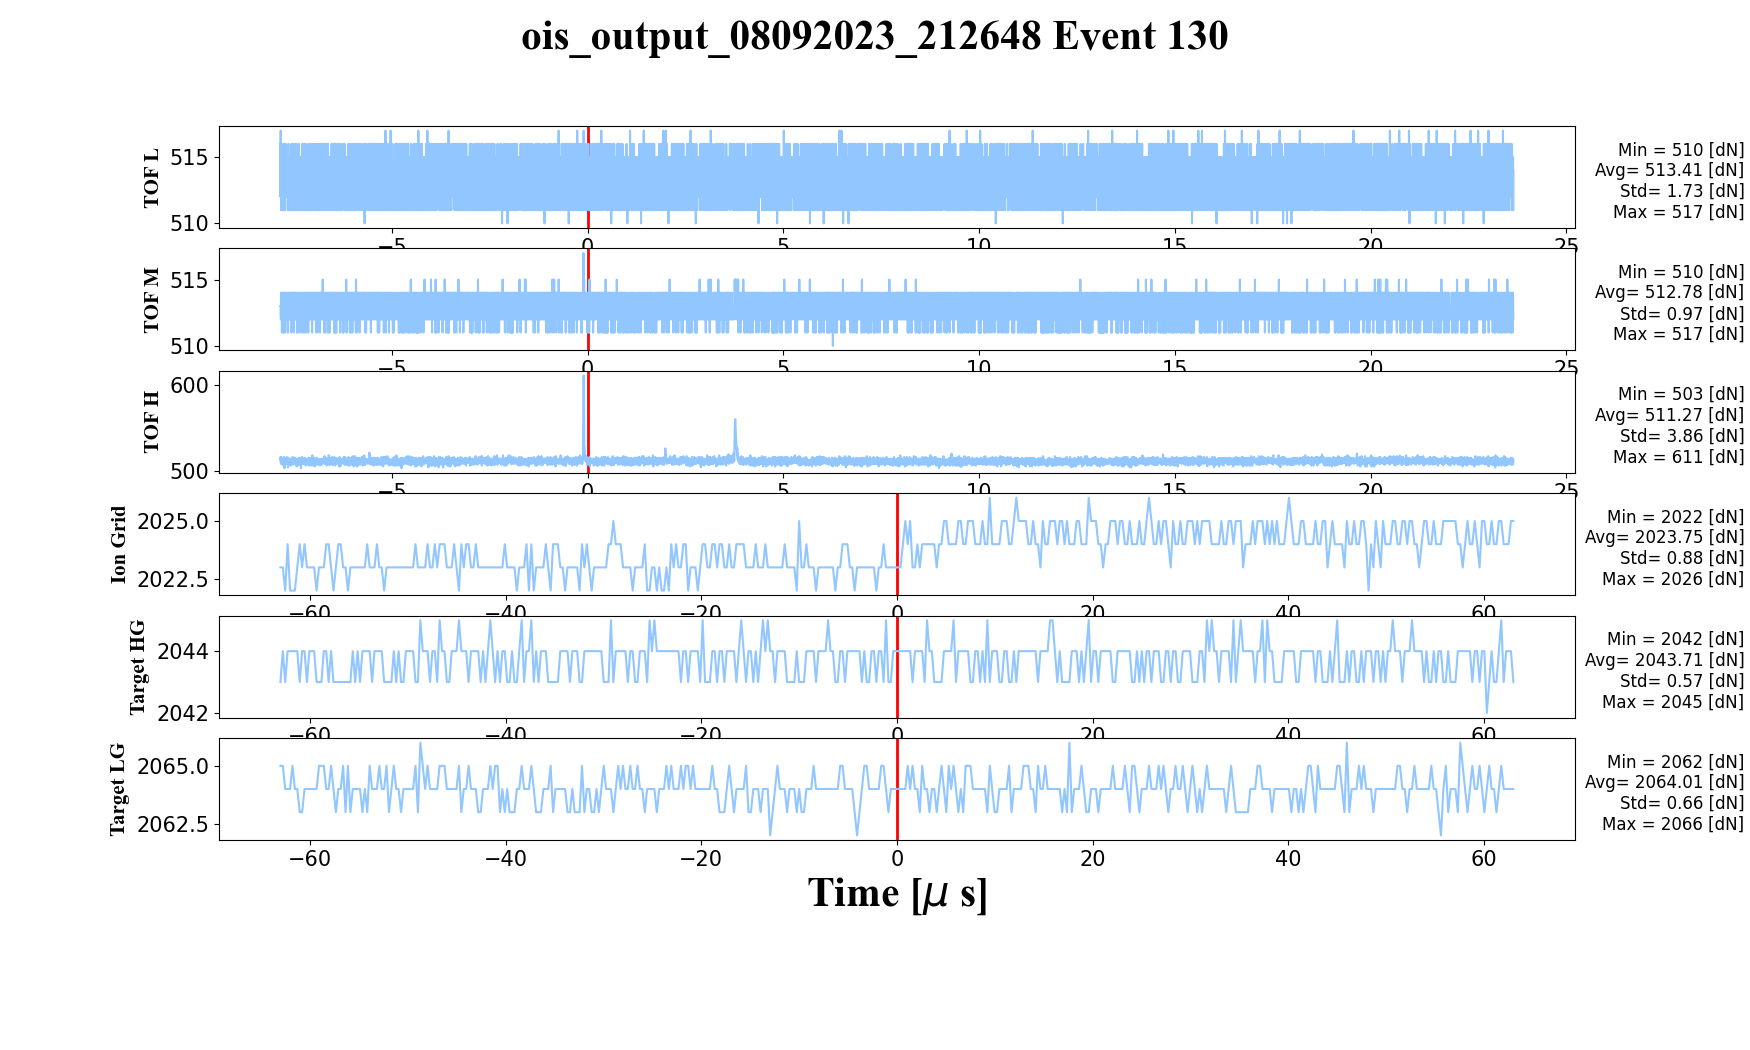 ois_output_08092023_212648 Event 130
TOF L
515
510
Min = 510 [dN]
Avg= 513.41 [dN]
Std= 1.73 [dN]
Max = 517 [dN]
−5 0 5 10 15 20 25
TOF M
515
510
Min = 510 [dN]
Avg= 512.78 [dN]
Std= 0.97 [dN]
Max = 517 [dN]
−5 0 5 10 15 20 25
TOF H
600
500
Min = 503 [dN]
Avg= 511.27 [dN]
Std= 3.86 [dN]
Max = 611 [dN]
−5 0 5 10 15 20 25
Ion Grid
2025.0
2022.5
Min = 2022 [dN]
Avg= 2023.75 [dN]
Std= 0.88 [dN]
Max = 2026 [dN]
−60 −40 −20 0 20 40 60
Target HG
2044
2042
Min = 2042 [dN]
Avg= 2043.71 [dN]
Std= 0.57 [dN]
Max = 2045 [dN]
−60 −40 −20 0 20 40 60
Target LG
2065.0
2062.5
Min = 2062 [dN]
Avg= 2064.01 [dN]
Std= 0.66 [dN]
Max = 2066 [dN]
−60 −40 −20 0 20 40 60
Time [μ s]